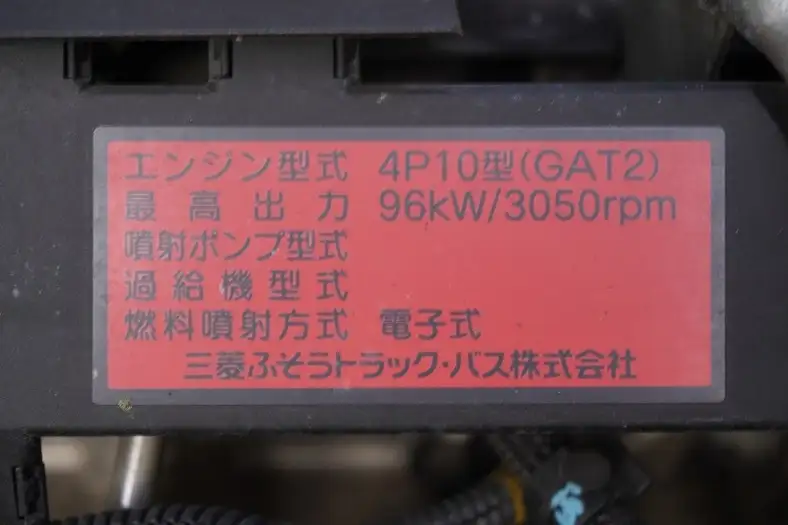 エンジン型式 4P10型(GAT2)
最高出力 96kW/3050rpm
噴射ポンプ型式
過給機型式
燃料噴射方式 電子式
三菱ふそうトラック・バス株式会社